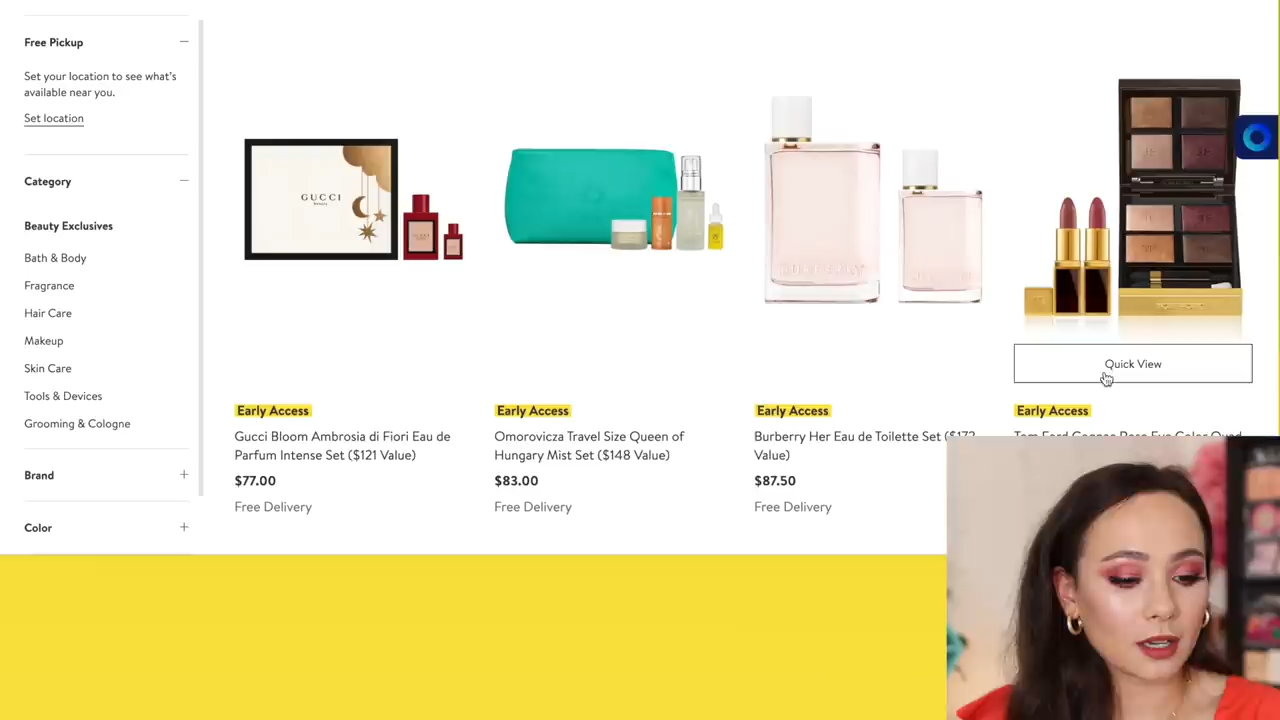 Free Pickup
Set your location to see what's
available near you.
Set location
Category
Beauty Exclusives
Bath & Body
Fragrance
Hair Care
Makeup
Skin Care
Tools & Devices
Grooming & Cologne
Brand
Color
GUCCI
Early Access
Gucci Bloom Ambrosia di Fiori Eau de
Parfum Intense Set ($121 Value)
$77.00
Free Delivery
Early Access
Omorovicza Travel Size Queen of
Hungary Mist Set ($148 Value)
$83.00
Free Delivery
BURBERRY
Early Access
Burberry Her Eau de Toilette Set ($172
Value)
$87.50
Free Delivery
Quick View
Early Access